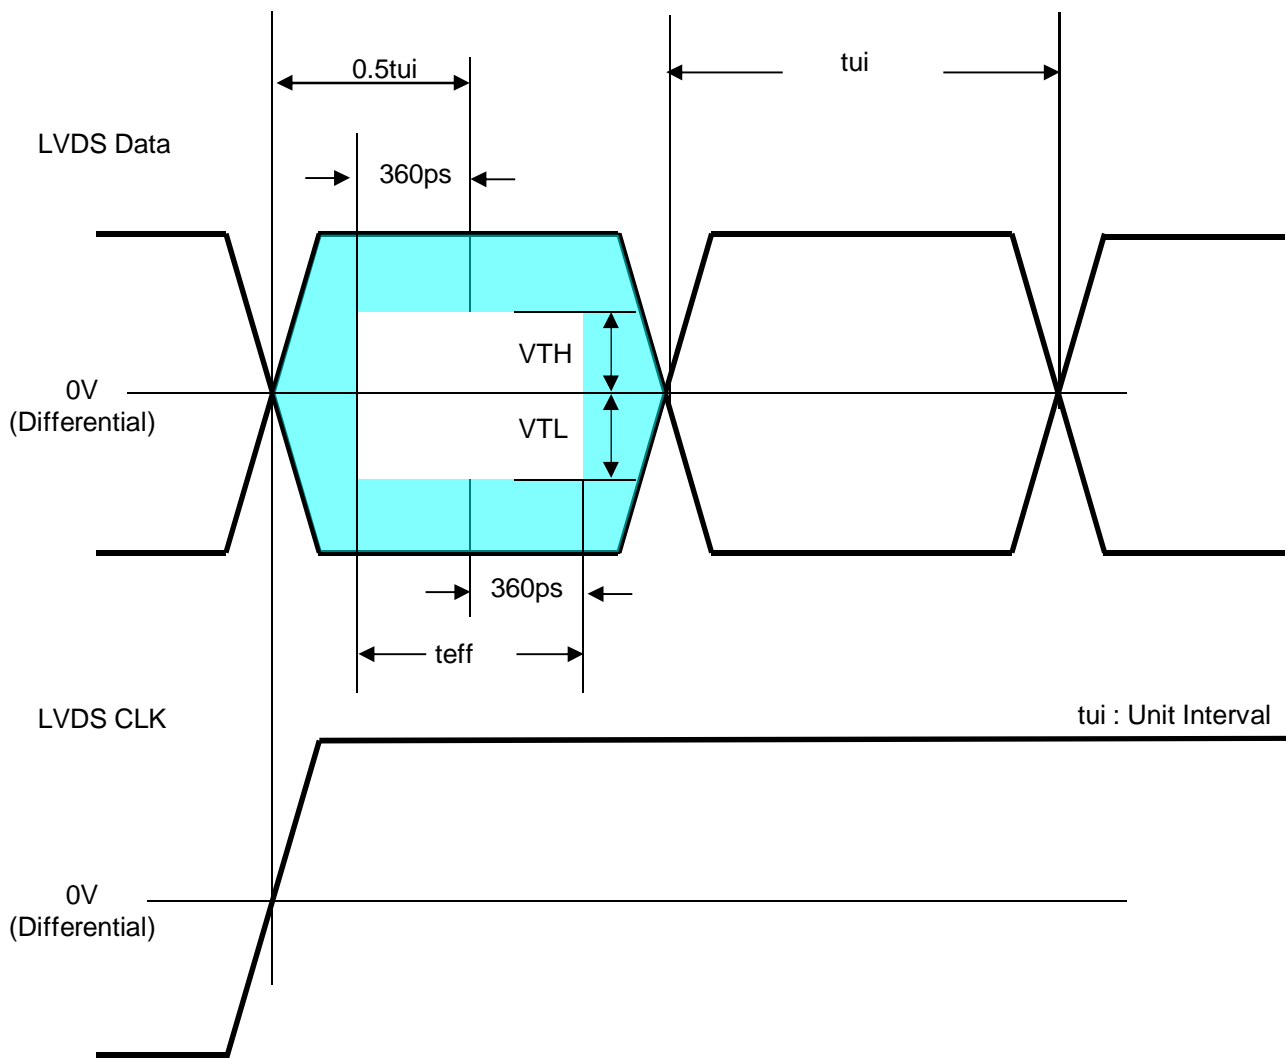 0.5tui
tui
LVDS Data
360ps
VTH
0V
(Differential)
VTL
360ps
teff
LVDS CLK
tui : Unit Interval
0V
(Differential)